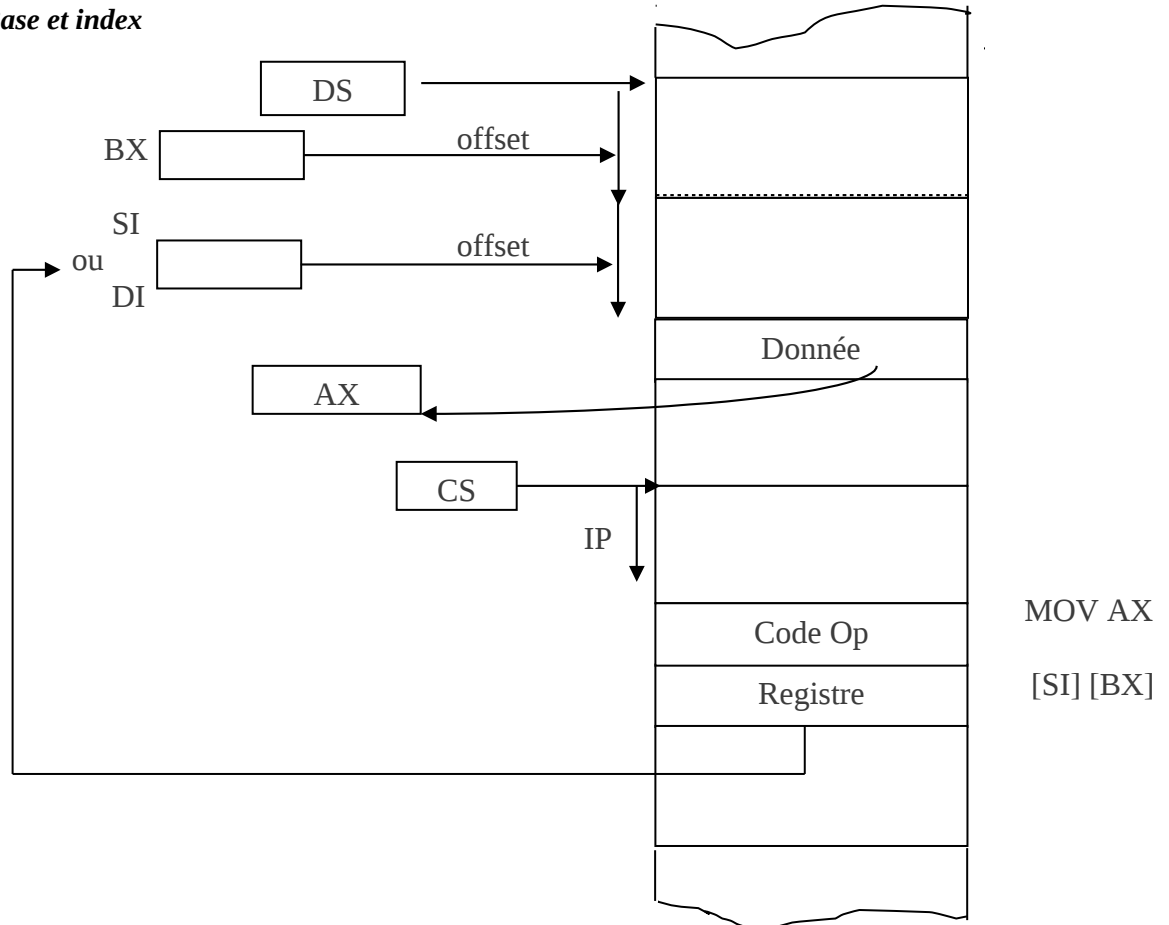 ase et index
DS
BX
offset
SI
ou
offset
DI
Donnée
AX
CS
IP
MOV AX
Code Op
[SI] [BX]
Registre